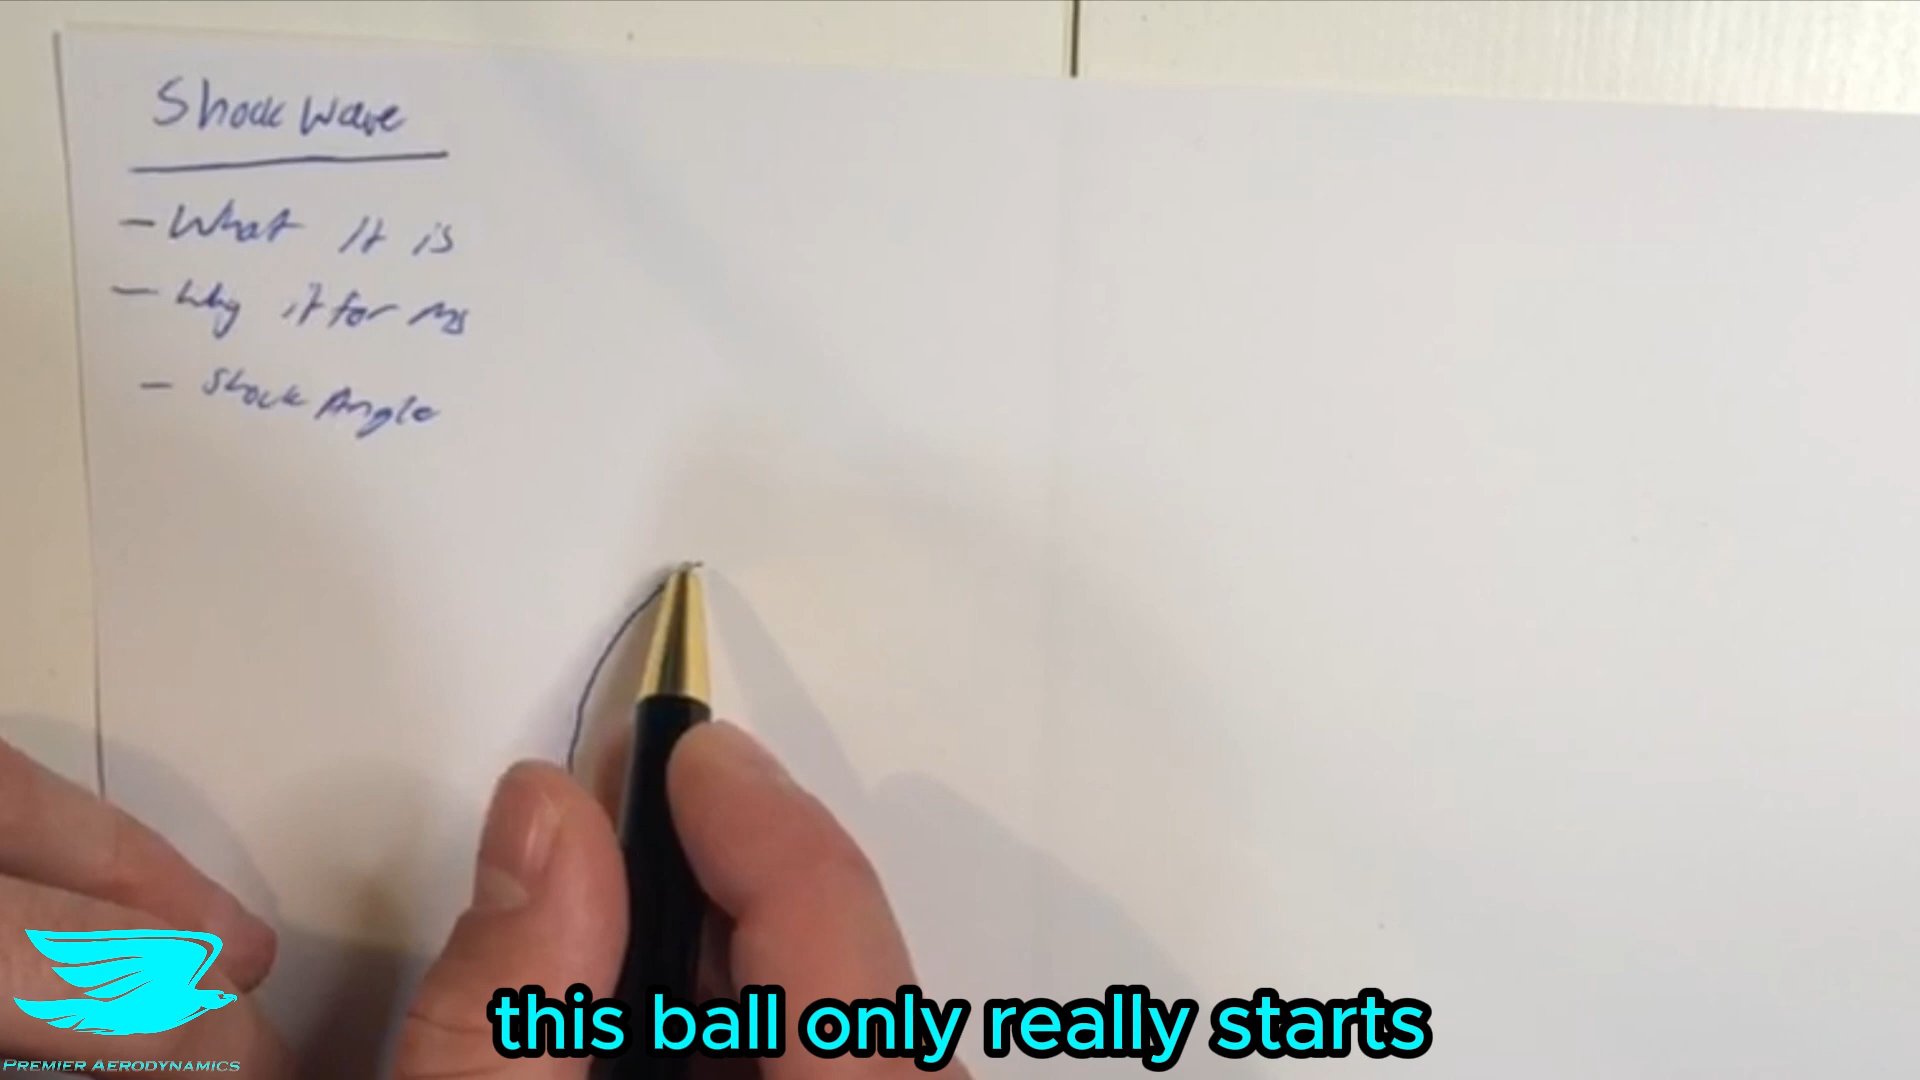 Shock Wave
- What It is
- Why it forms
- Shock Angle
this ball only really starts
PREMIER AERODYNAMICS